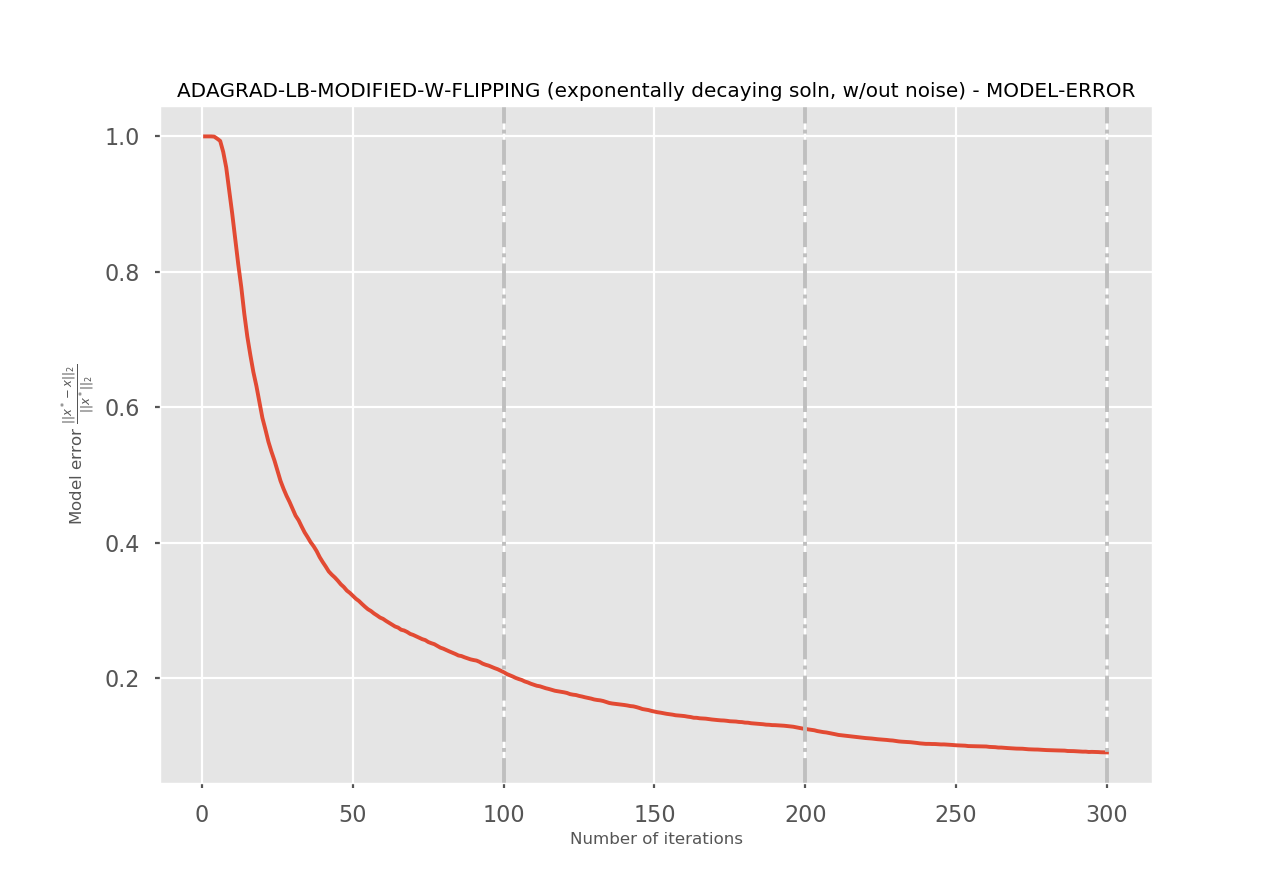 ADAGRAD-LB-MODIFIED-W-FLIPPING (exponentially decaying soln, w/out noise) - MODEL-ERROR
1.0
0.8
0.6
0.4
0.2
Model error ||x* − x||₂ / ||x*||₂
0 50 100 150 200 250 300
Number of iterations